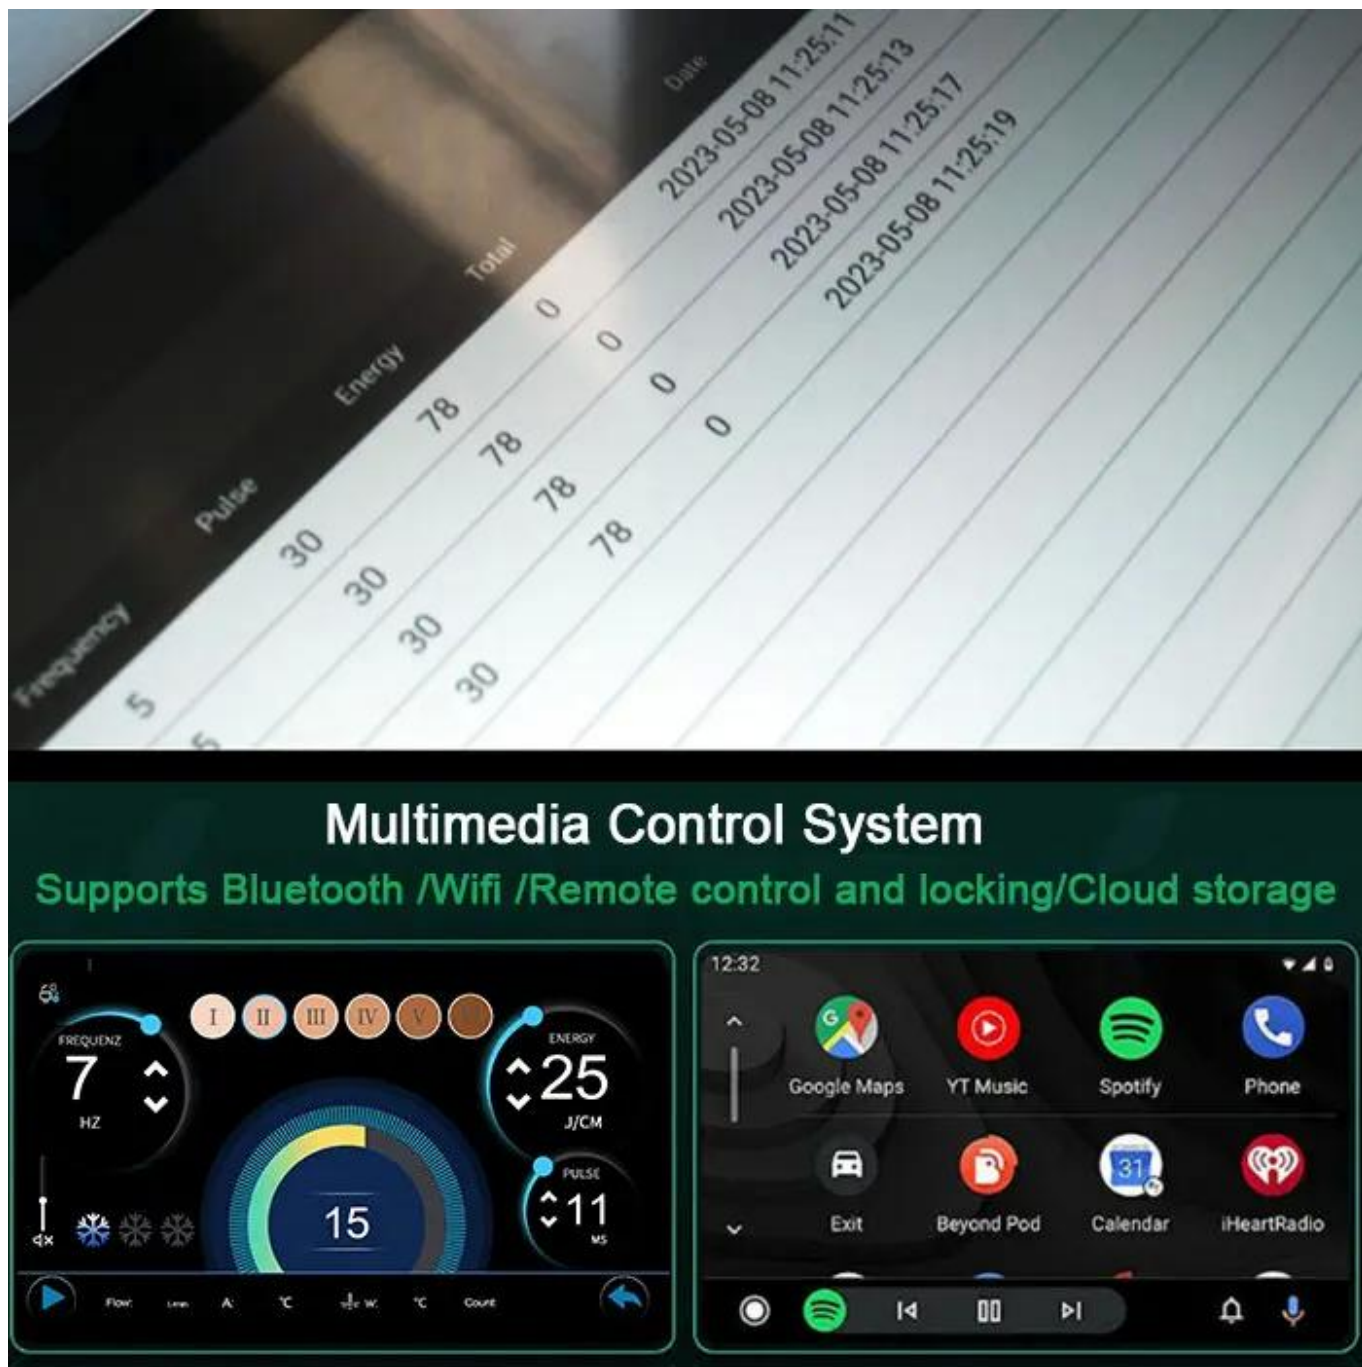 Frequency Pulse Energy Total Date
5 30 78 0 2023-05-08 11:25:11
5 30 78 0 2023-05-08 11:25:13
30 78 0 2023-05-08 11:25:17
30 78 0 2023-05-08 11:25:19
Multimedia Control System
Supports Bluetooth /Wifi /Remote control and locking/Cloud storage
I II III IV V
FREQUENZ
7
HZ
ENERGY
25
J/CM
PULSE
11
MS
15
Flow: L/min A: °C W: °C Count:
12:32
Google Maps YT Music Spotify Phone
31
Exit Beyond Pod Calendar iHeartRadio